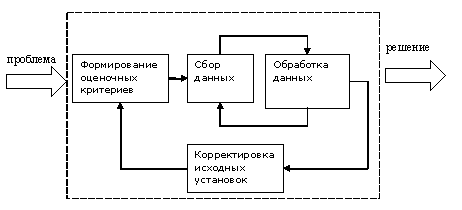 проблема
Формирование
оценочных
критериев
Сбор
данных
Обработка
данных
решение
Корректировка
исходных
установок